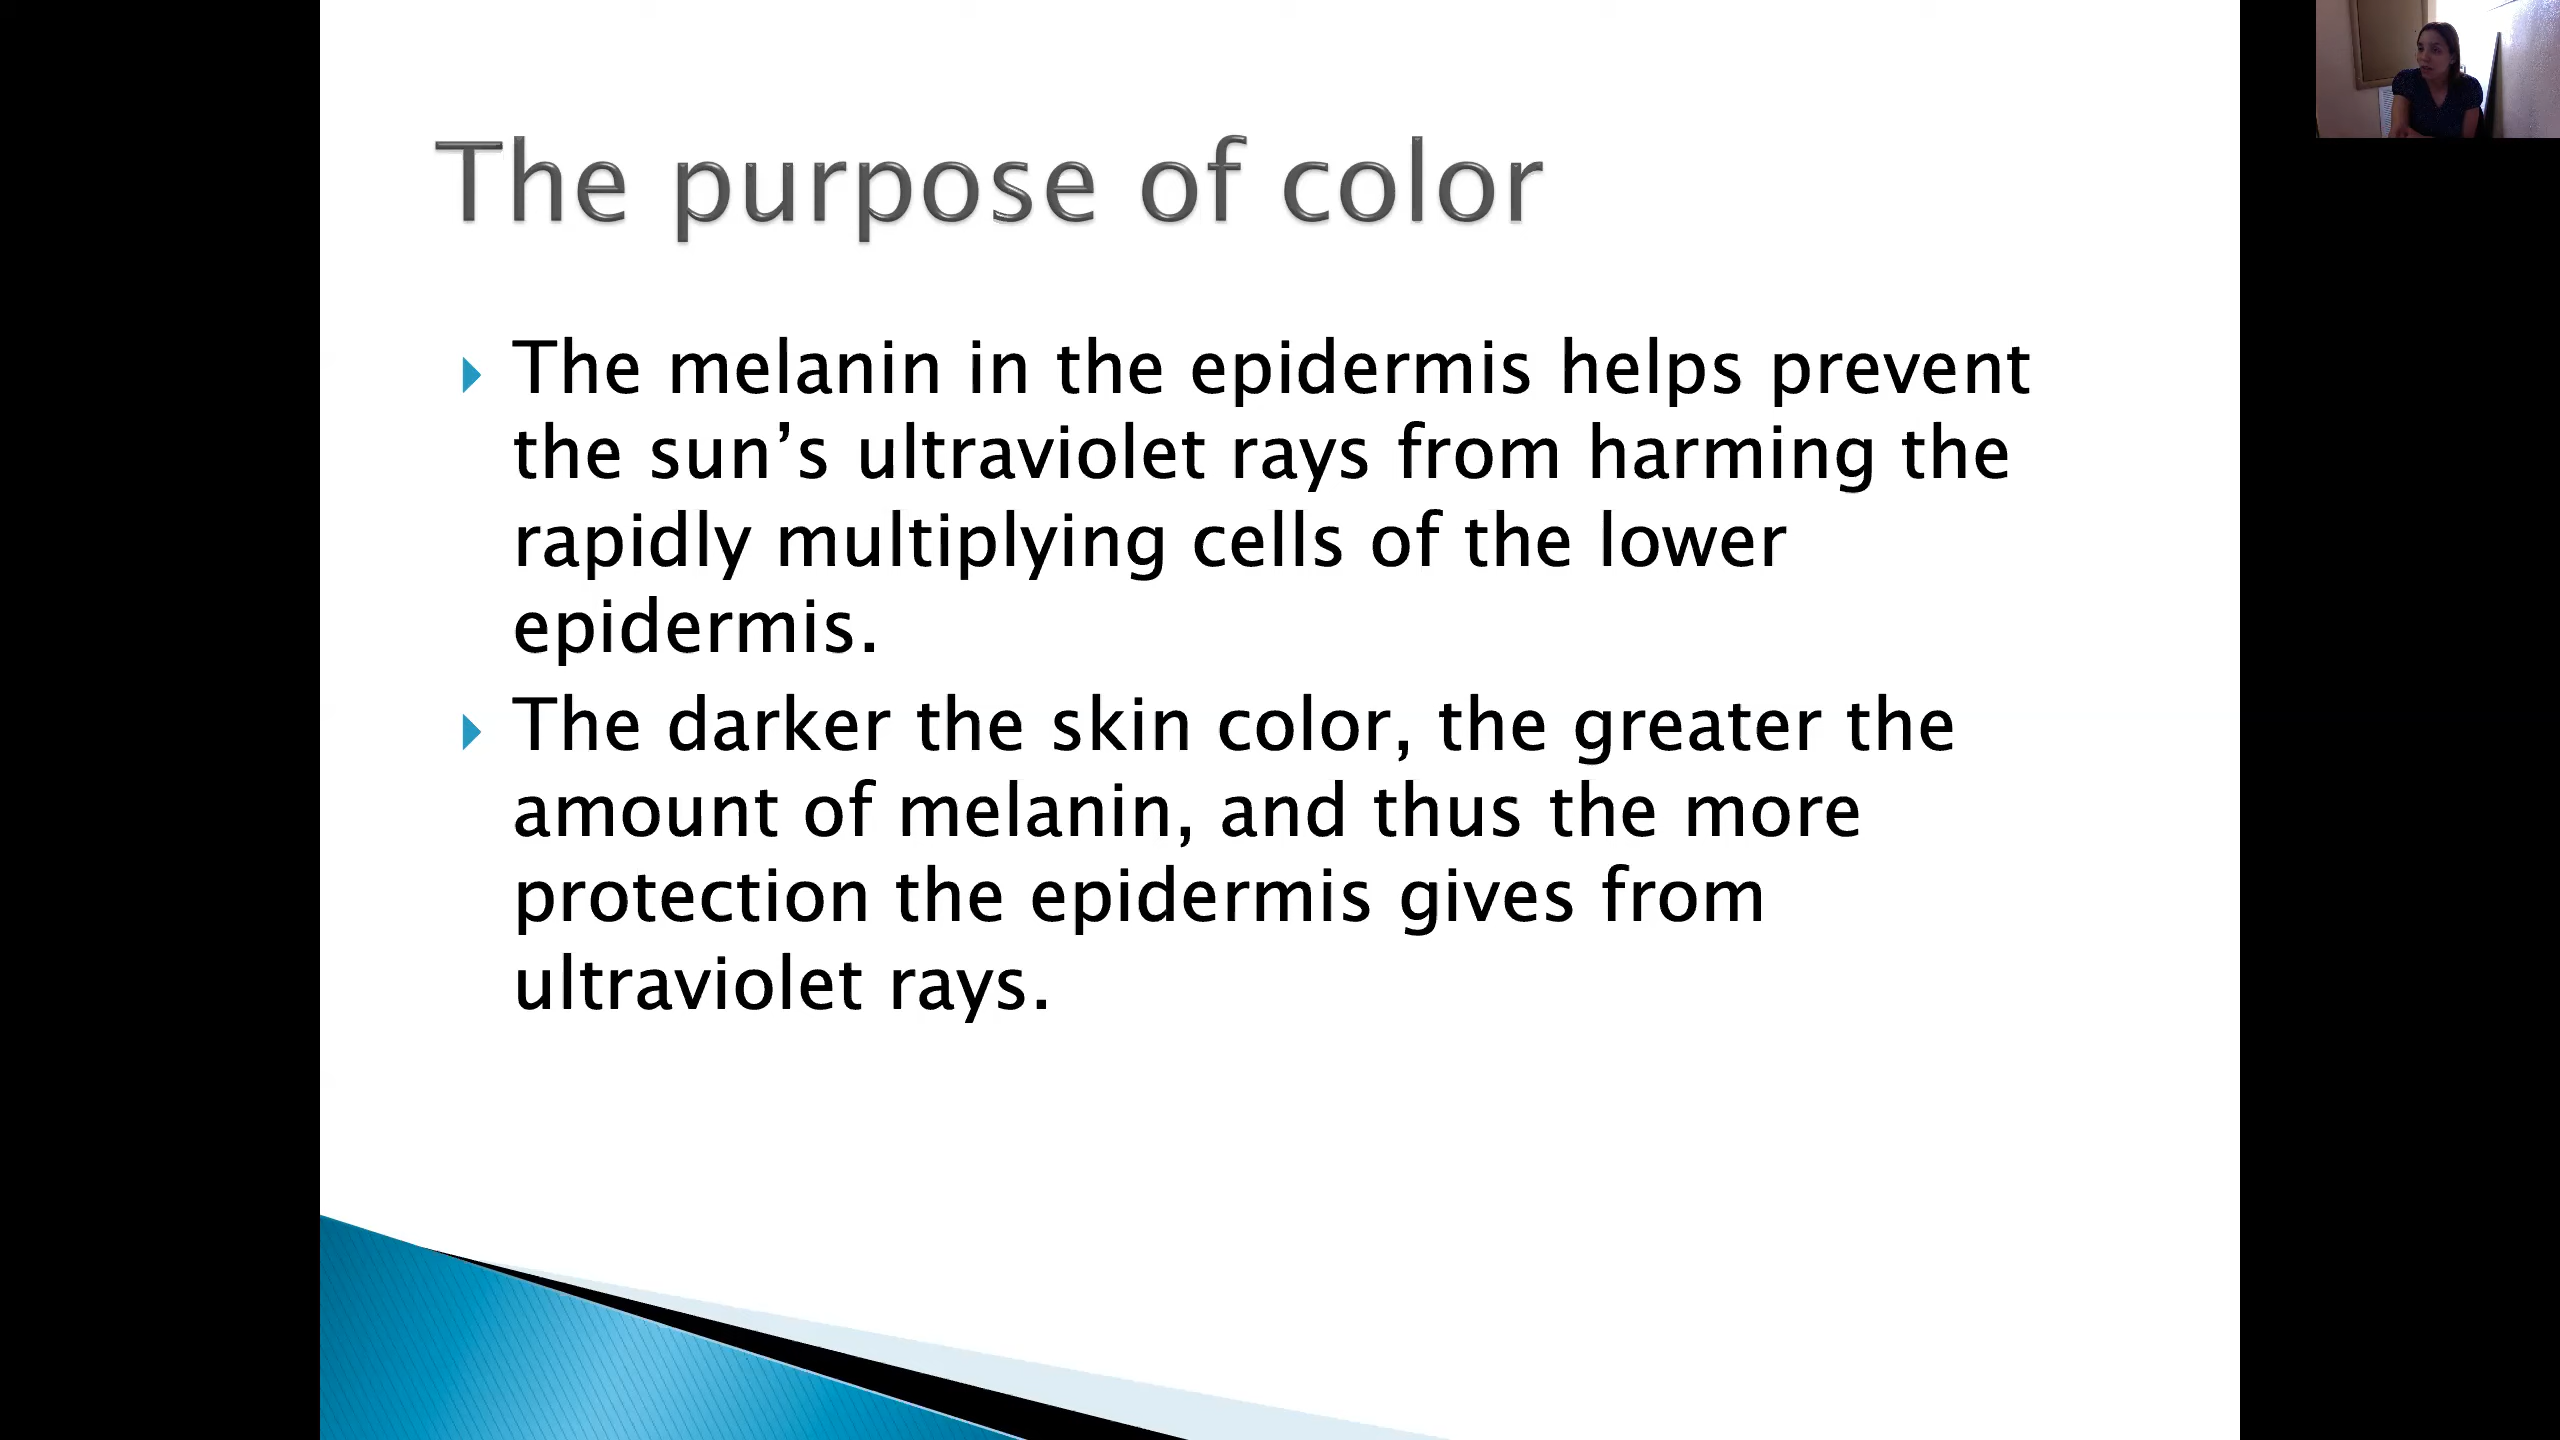 The purpose of color
The melanin in the epidermis helps prevent
the sun’s ultraviolet rays from harming the
rapidly multiplying cells of the lower
epidermis.
The darker the skin color, the greater the
amount of melanin, and thus the more
protection the epidermis gives from
ultraviolet rays.